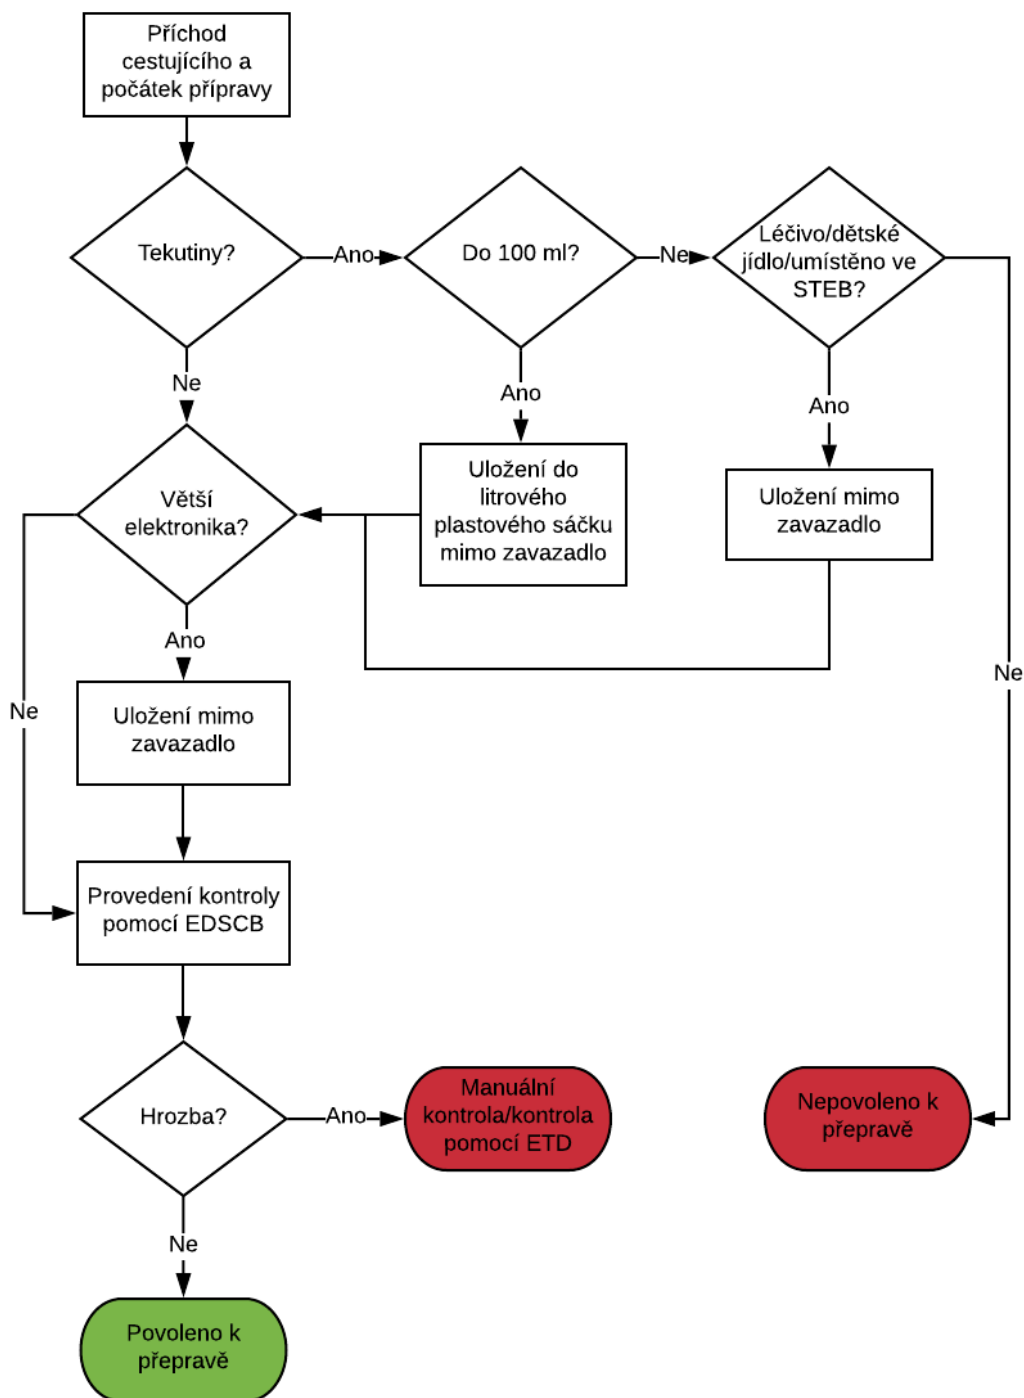 Příchod
cestujícího a
počátek přípravy
Tekutiny?
Ano
Do 100 ml?
Ne
Léčivo/dětské
jídlo/umístěno ve
STEB?
Ne
Ano
Ano
Větší
elektronika?
Uložení do
litrového
plastového sáčku
mimo zavazadlo
Uložení mimo
zavazadlo
Ano
Ne
Ne
Uložení mimo
zavazadlo
Provedení kontroly
pomocí EDSCB
Hrozba?
Ano
Manuální
kontrola/kontrola
pomocí ETD
Nepovoleno k
přepravě
Ne
Povoleno k
přepravě